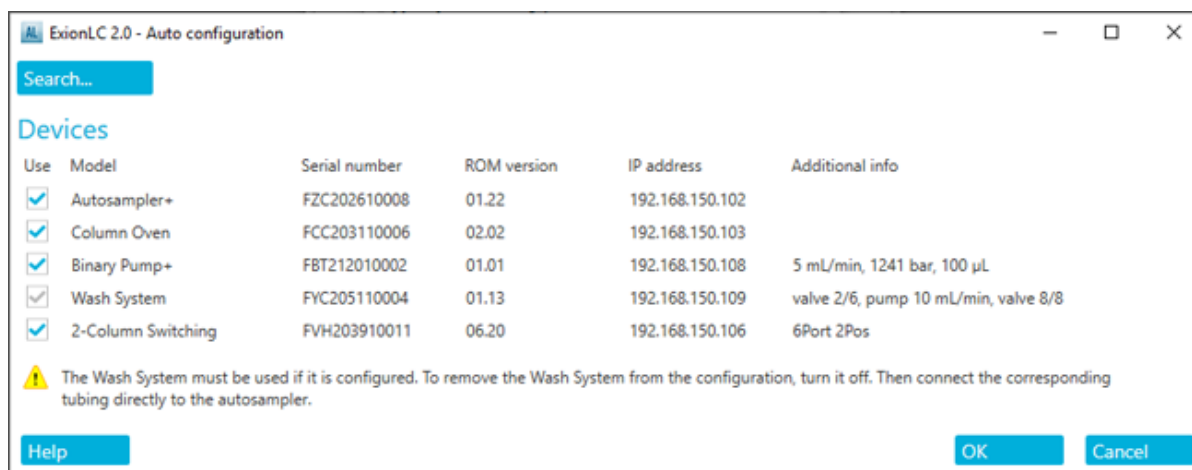 AL ExionLC 2.0 - Auto configuration
Search...
Devices
Use Model Serial number ROM version IP address Additional info
Autosampler+ FZC202610008 01.22 192.168.150.102
Column Oven FCC203110006 02.02 192.168.150.103
Binary Pump+ FBT212010002 01.01 192.168.150.108 5 mL/min, 1241 bar, 100 µL
Wash System FYC205110004 01.13 192.168.150.109 valve 2/6, pump 10 mL/min, valve 8/8
2-Column Switching FVH203910011 06.20 192.168.150.106 6Port 2Pos
The Wash System must be used if it is configured. To remove the Wash System from the configuration, turn it off. Then connect the corresponding
tubing directly to the autosampler.
Help OK Cancel